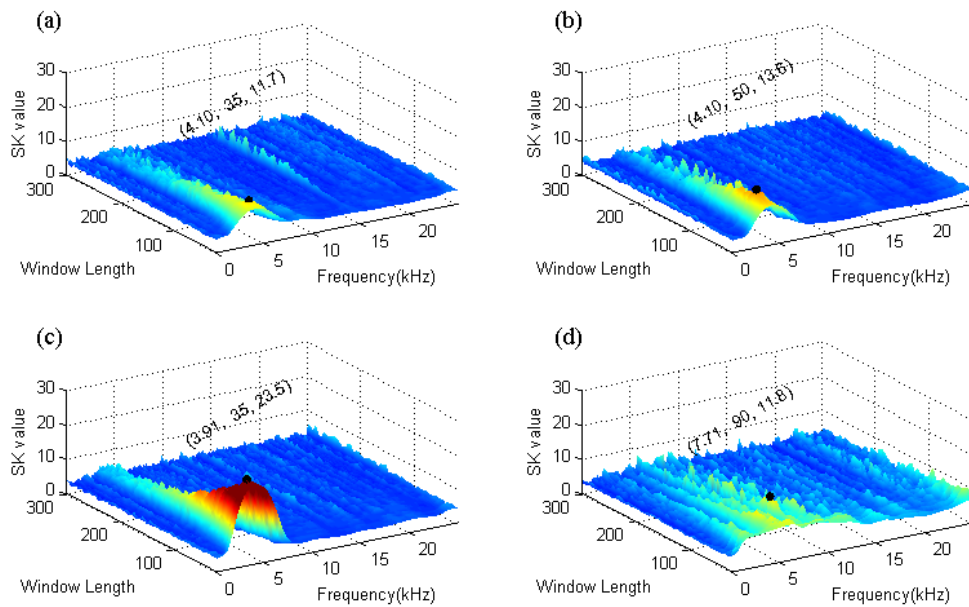 (a)
30
20
10
0
SK value
(4.10, 35, 11.7)
300
200
100
Window Length
0
5
10
15
20
Frequency(kHz)
(b)
30
20
10
0
SK value
(4.10, 50, 13.6)
300
200
100
Window Length
0
5
10
15
20
Frequency(kHz)
(c)
30
20
10
0
SK value
(3.91, 35, 23.5)
300
200
100
Window Length
0
5
10
15
20
Frequency(kHz)
(d)
30
20
10
0
SK value
(7.71, 90, 11.8)
300
200
100
Window Length
0
5
10
15
20
Frequency(kHz)